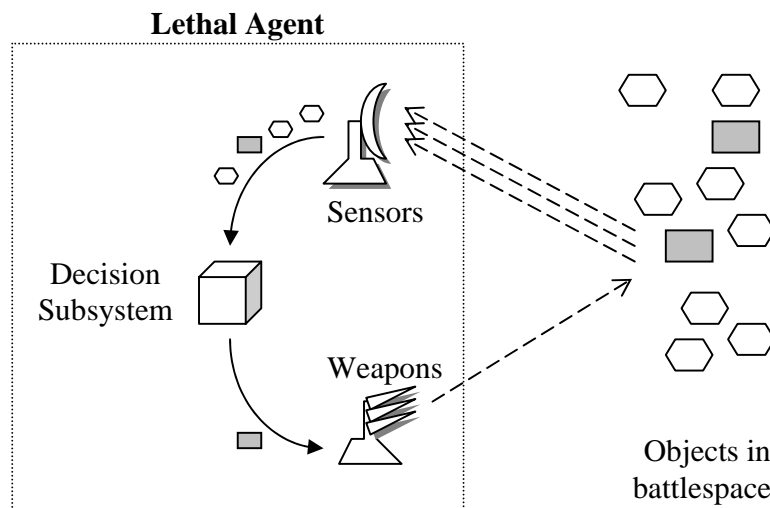 Lethal Agent
Sensors
Decision
Subsystem
Weapons
Objects in
battlespace